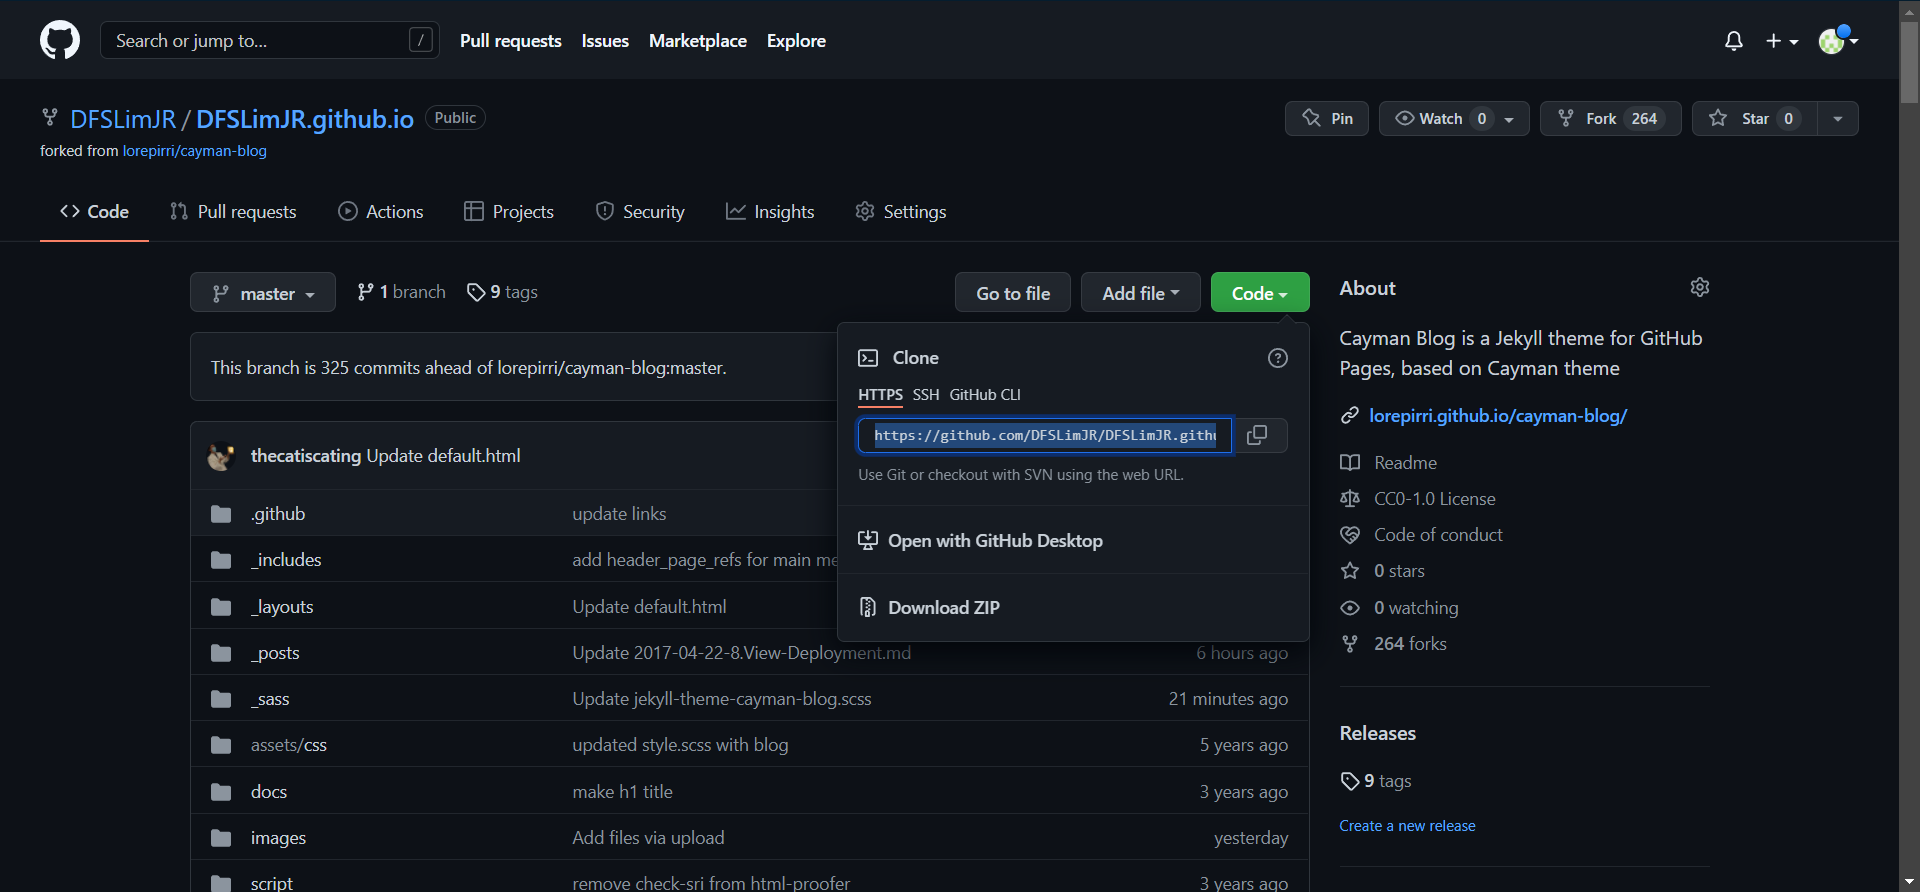 Search or jump to... /
Pull requests Issues Marketplace Explore
DFSLimJR / DFSLimJR.github.io Public
forked from lorepirri/cayman-blog
Pin Watch 0 Fork 264 Star 0
Code Pull requests Actions Projects Security Insights Settings
master 1 branch 9 tags Go to file Add file Code
This branch is 325 commits ahead of lorepirri/cayman-blog:master.
thecatiscating Update default.html
.github update links
_includes add header_page_refs for main me
_layouts Update default.html
_posts Update 2017-04-22-8.View-Deployment.md 6 hours ago
_sass Update jekyll-theme-cayman-blog.scss 21 minutes ago
assets/css updated style.scss with blog 5 years ago
docs make h1 title 3 years ago
images Add files via upload yesterday
script remove check-sri from html-proofer 3 years ago
Clone
HTTPS SSH GitHub CLI
https://github.com/DFSLimJR/DFSLimJR.githu
Use Git or checkout with SVN using the web URL.
Open with GitHub Desktop
Download ZIP
About
Cayman Blog is a Jekyll theme for GitHub
Pages, based on Cayman theme
lorepirri.github.io/cayman-blog/
Readme
CC0-1.0 License
Code of conduct
0 stars
0 watching
264 forks
Releases
9 tags
Create a new release